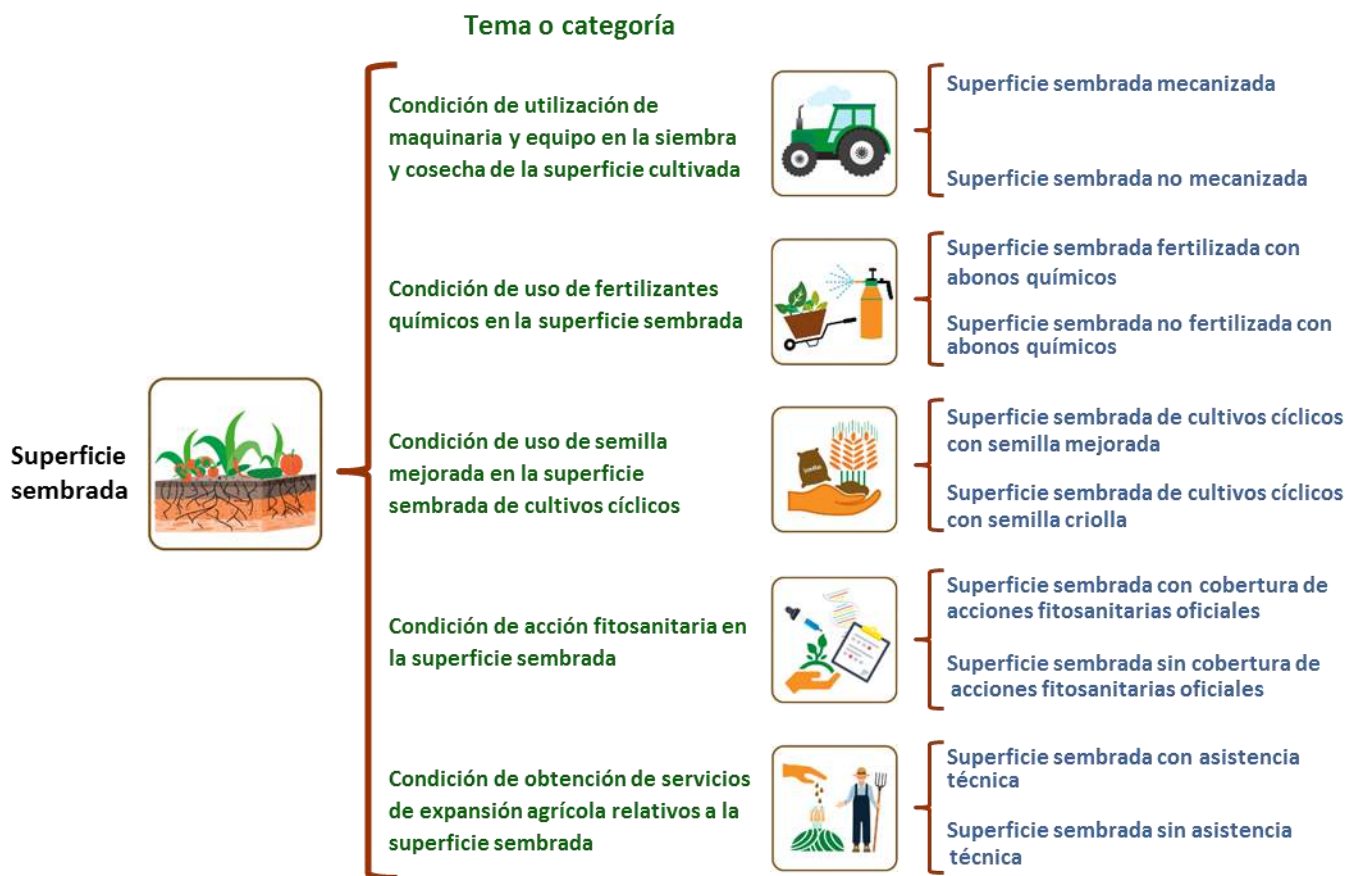 Tema o categoría
Superficie
sembrada
Condición de utilización de
maquinaria y equipo en la siembra
y cosecha de la superficie cultivada
Superficie sembrada mecanizada
Superficie sembrada no mecanizada
Condición de uso de fertilizantes
químicos en la superficie sembrada
Superficie sembrada fertilizada con
abonos químicos
Superficie sembrada no fertilizada con
abonos químicos
Condición de uso de semilla
mejorada en la superficie
sembrada de cultivos cíclicos
Semillas
Superficie sembrada de cultivos cíclicos
con semilla mejorada
Superficie sembrada de cultivos cíclicos
con semilla criolla
Condición de acción fitosanitaria en
la superficie sembrada
Superficie sembrada con cobertura de
acciones fitosanitarias oficiales
Superficie sembrada sin cobertura de
acciones fitosanitarias oficiales
Condición de obtención de servicios
de expansión agrícola relativos a la
superficie sembrada
Superficie sembrada con asistencia
técnica
Superficie sembrada sin asistencia
técnica